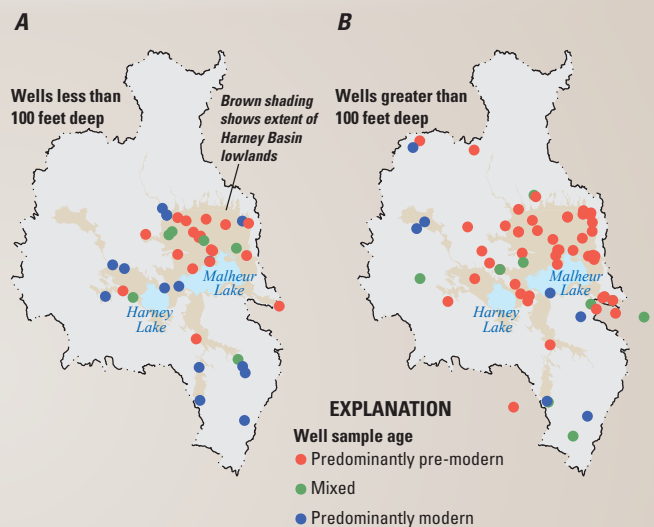 A
Wells less than
100 feet deep
Brown shading
shows extent of
Harney Basin
lowlands
Malheur
Lake
Harney
Lake
B
Wells greater than
100 feet deep
Malheur
Lake
Harney
Lake
EXPLANATION
Well sample age
Predominantly pre-modern
Mixed
Predominantly modern